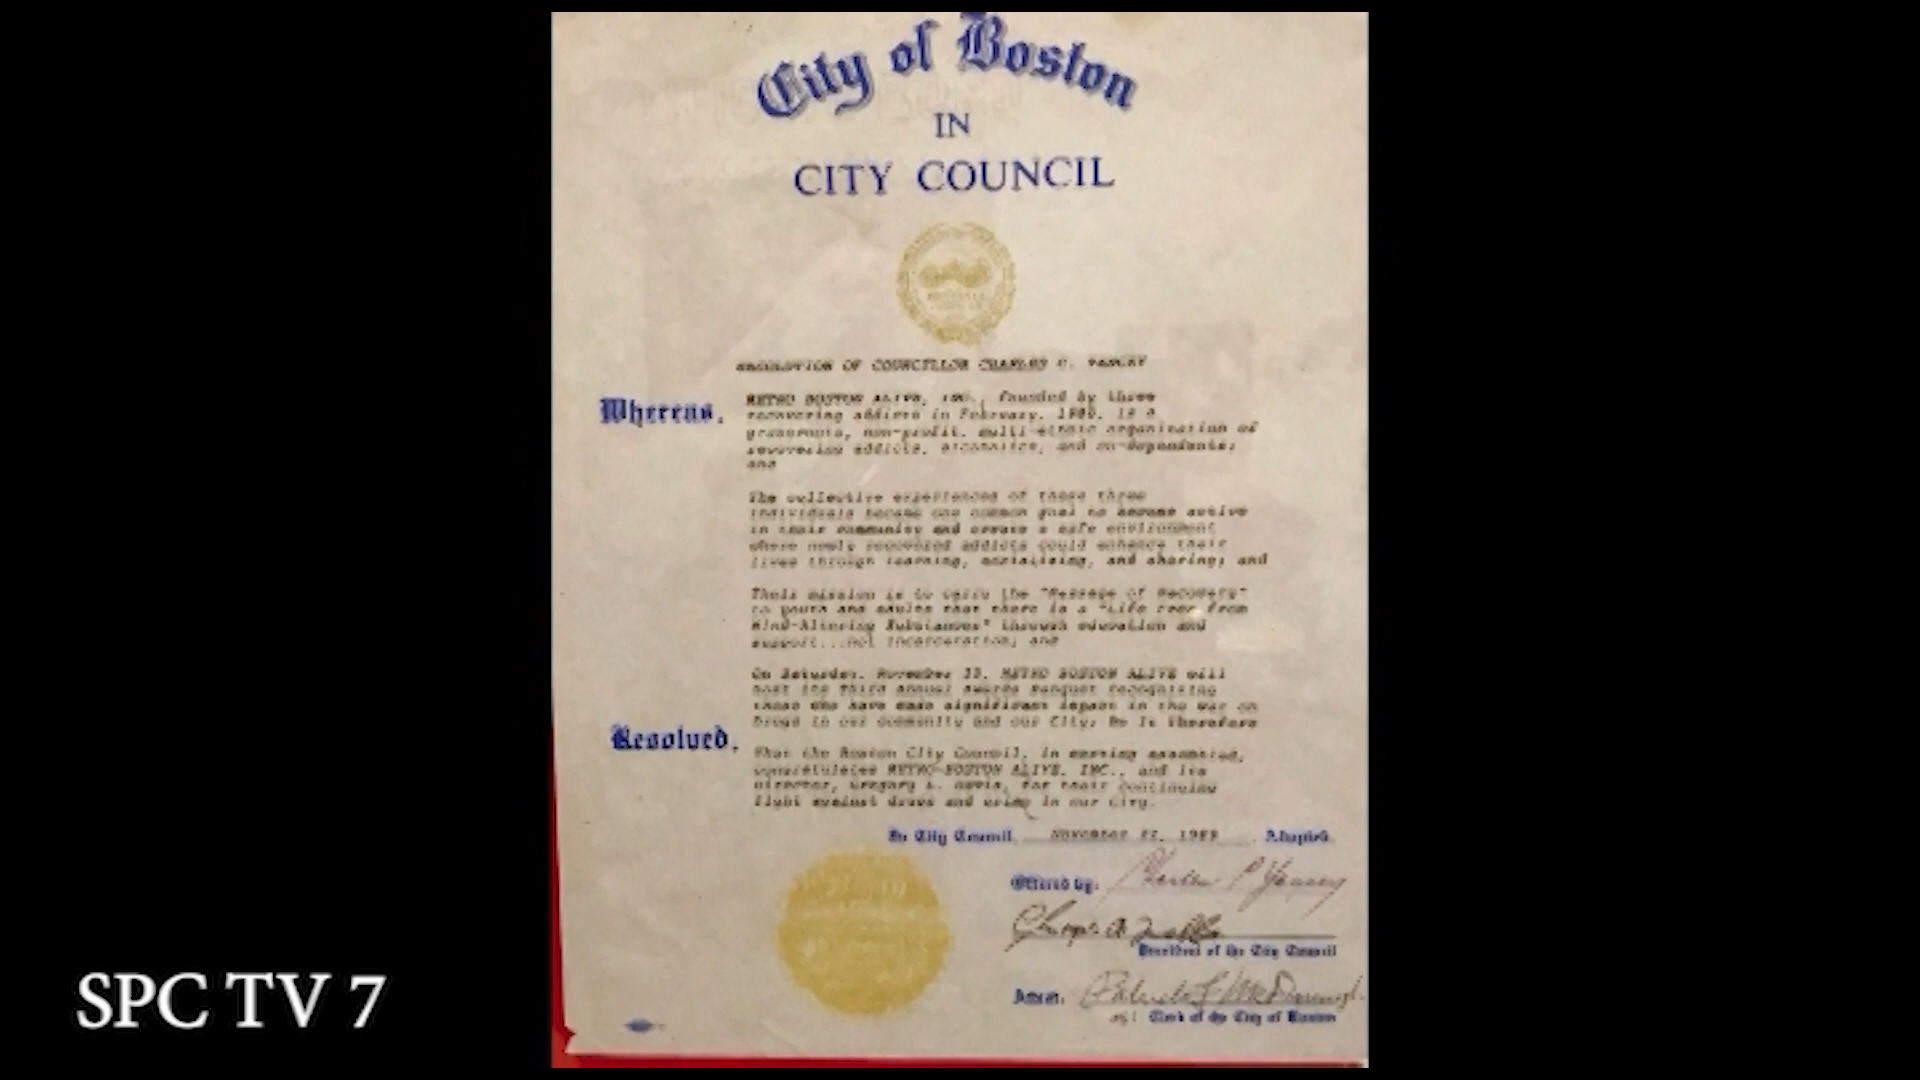 City of Boston
IN
CITY COUNCIL
RESOLUTION OF COUNCILLOR CHARLES C. YANCEY
Whereas, METRO BOSTON ALIVE, INC., founded by three
recovering addicts in February, is a
grassroots, non-profit, multi-ethnic organization of
recovering addicts, alcoholics, and co-dependents;
and
The collective experiences of these three
individuals became one common goal to become active
in their community and create a safe environment
where newly recovered addicts could enhance their
lives through learning, socializing, and sharing; and
Their mission is to carry the "Message of Recovery"
to youth and adults that there is a "Life Free from
Mind-Altering Substances" through education and
support...not incarceration; and
On Saturday, November METRO BOSTON ALIVE will
host its third annual awards banquet recognizing
those who have made significant impact in the war on
Drugs in our community and our City; Be It Therefore
Resolved, That the Boston City Council, in meeting assembled,
congratulates METRO BOSTON ALIVE, INC., and its
Director, Gregory L. Davis, for their continuing
fight against drugs and crime in our City.
In City Council November 1989 Adopted.
Offered by: Charles C Yancey
President of the City Council
Attest:
Clerk of the City of Boston
SPC TV 7